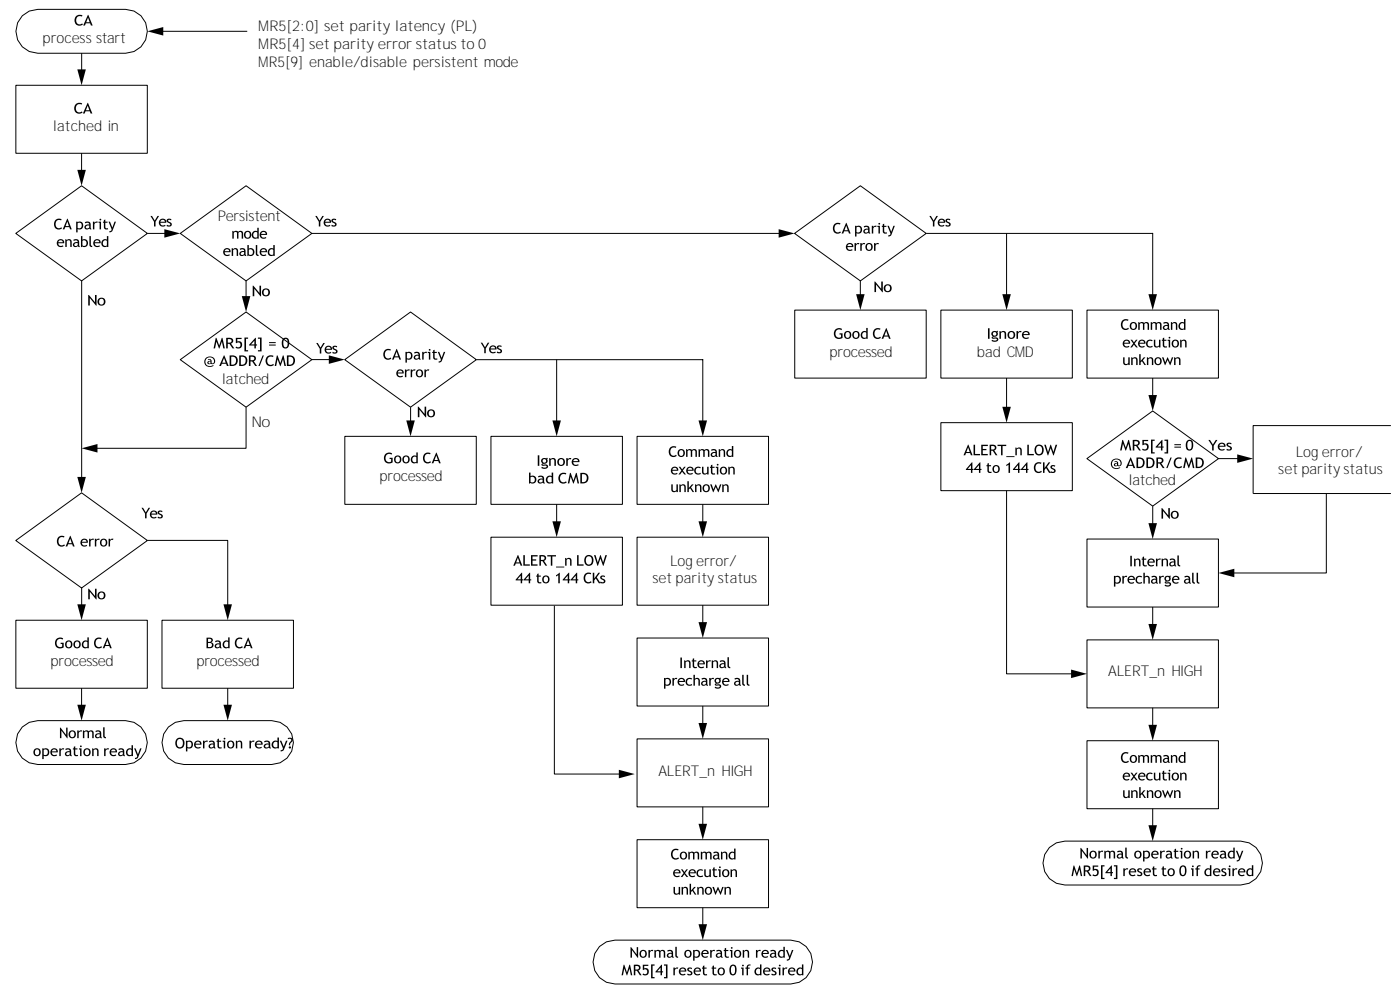 CA
process start
MR5[2:0] set parity latency (PL)
MR5[4] set parity error status to 0
MR5[9] enable/disable persistent mode
CA
latched in
CA parity
enabled
Yes
No
Persistent
mode
enabled
Yes
No
CA parity
error
Yes
No
Good CA
processed
Ignore
bad CMD
Command
execution
unknown
MR5[4] = 0
@ ADDR/CMD
latched
Yes
No
CA parity
error
Yes
No
Good CA
processed
Ignore
bad CMD
Command
execution
unknown
ALERT_n LOW
44 to 144 CKs
MR5[4] = 0
@ ADDR/CMD
latched
Yes
No
Log error/
set parity status
CA error
Yes
No
ALERT_n LOW
44 to 144 CKs
Log error/
set parity status
Internal
precharge all
Good CA
processed
Bad CA
processed
Internal
precharge all
ALERT_n HIGH
Normal
operation ready
Operation ready?
ALERT_n HIGH
Command
execution
unknown
Command
execution
unknown
Normal operation ready
MR5[4] reset to 0 if desired
Normal operation ready
MR5[4] reset to 0 if desired